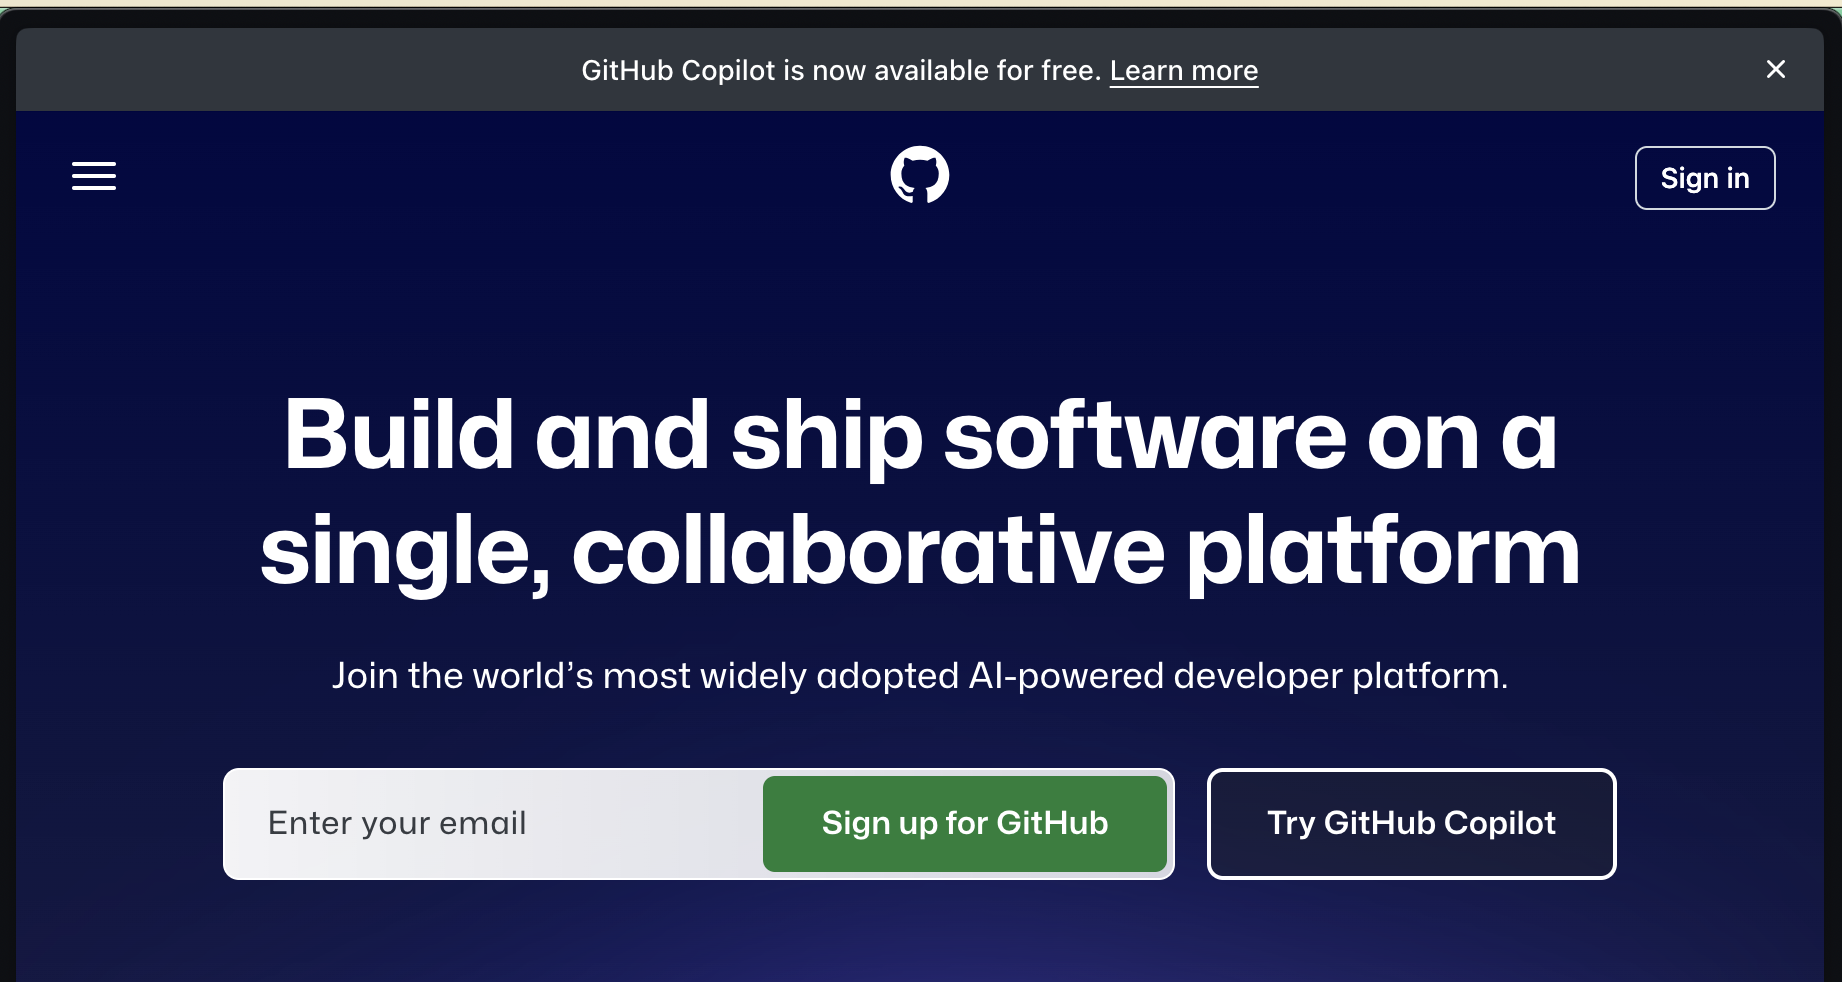 GitHub Copilot is now available for free. Learn more
Sign in
Build and ship software on a
single, collaborative platform
Join the world’s most widely adopted AI-powered developer platform.
Enter your email
Sign up for GitHub
Try GitHub Copilot